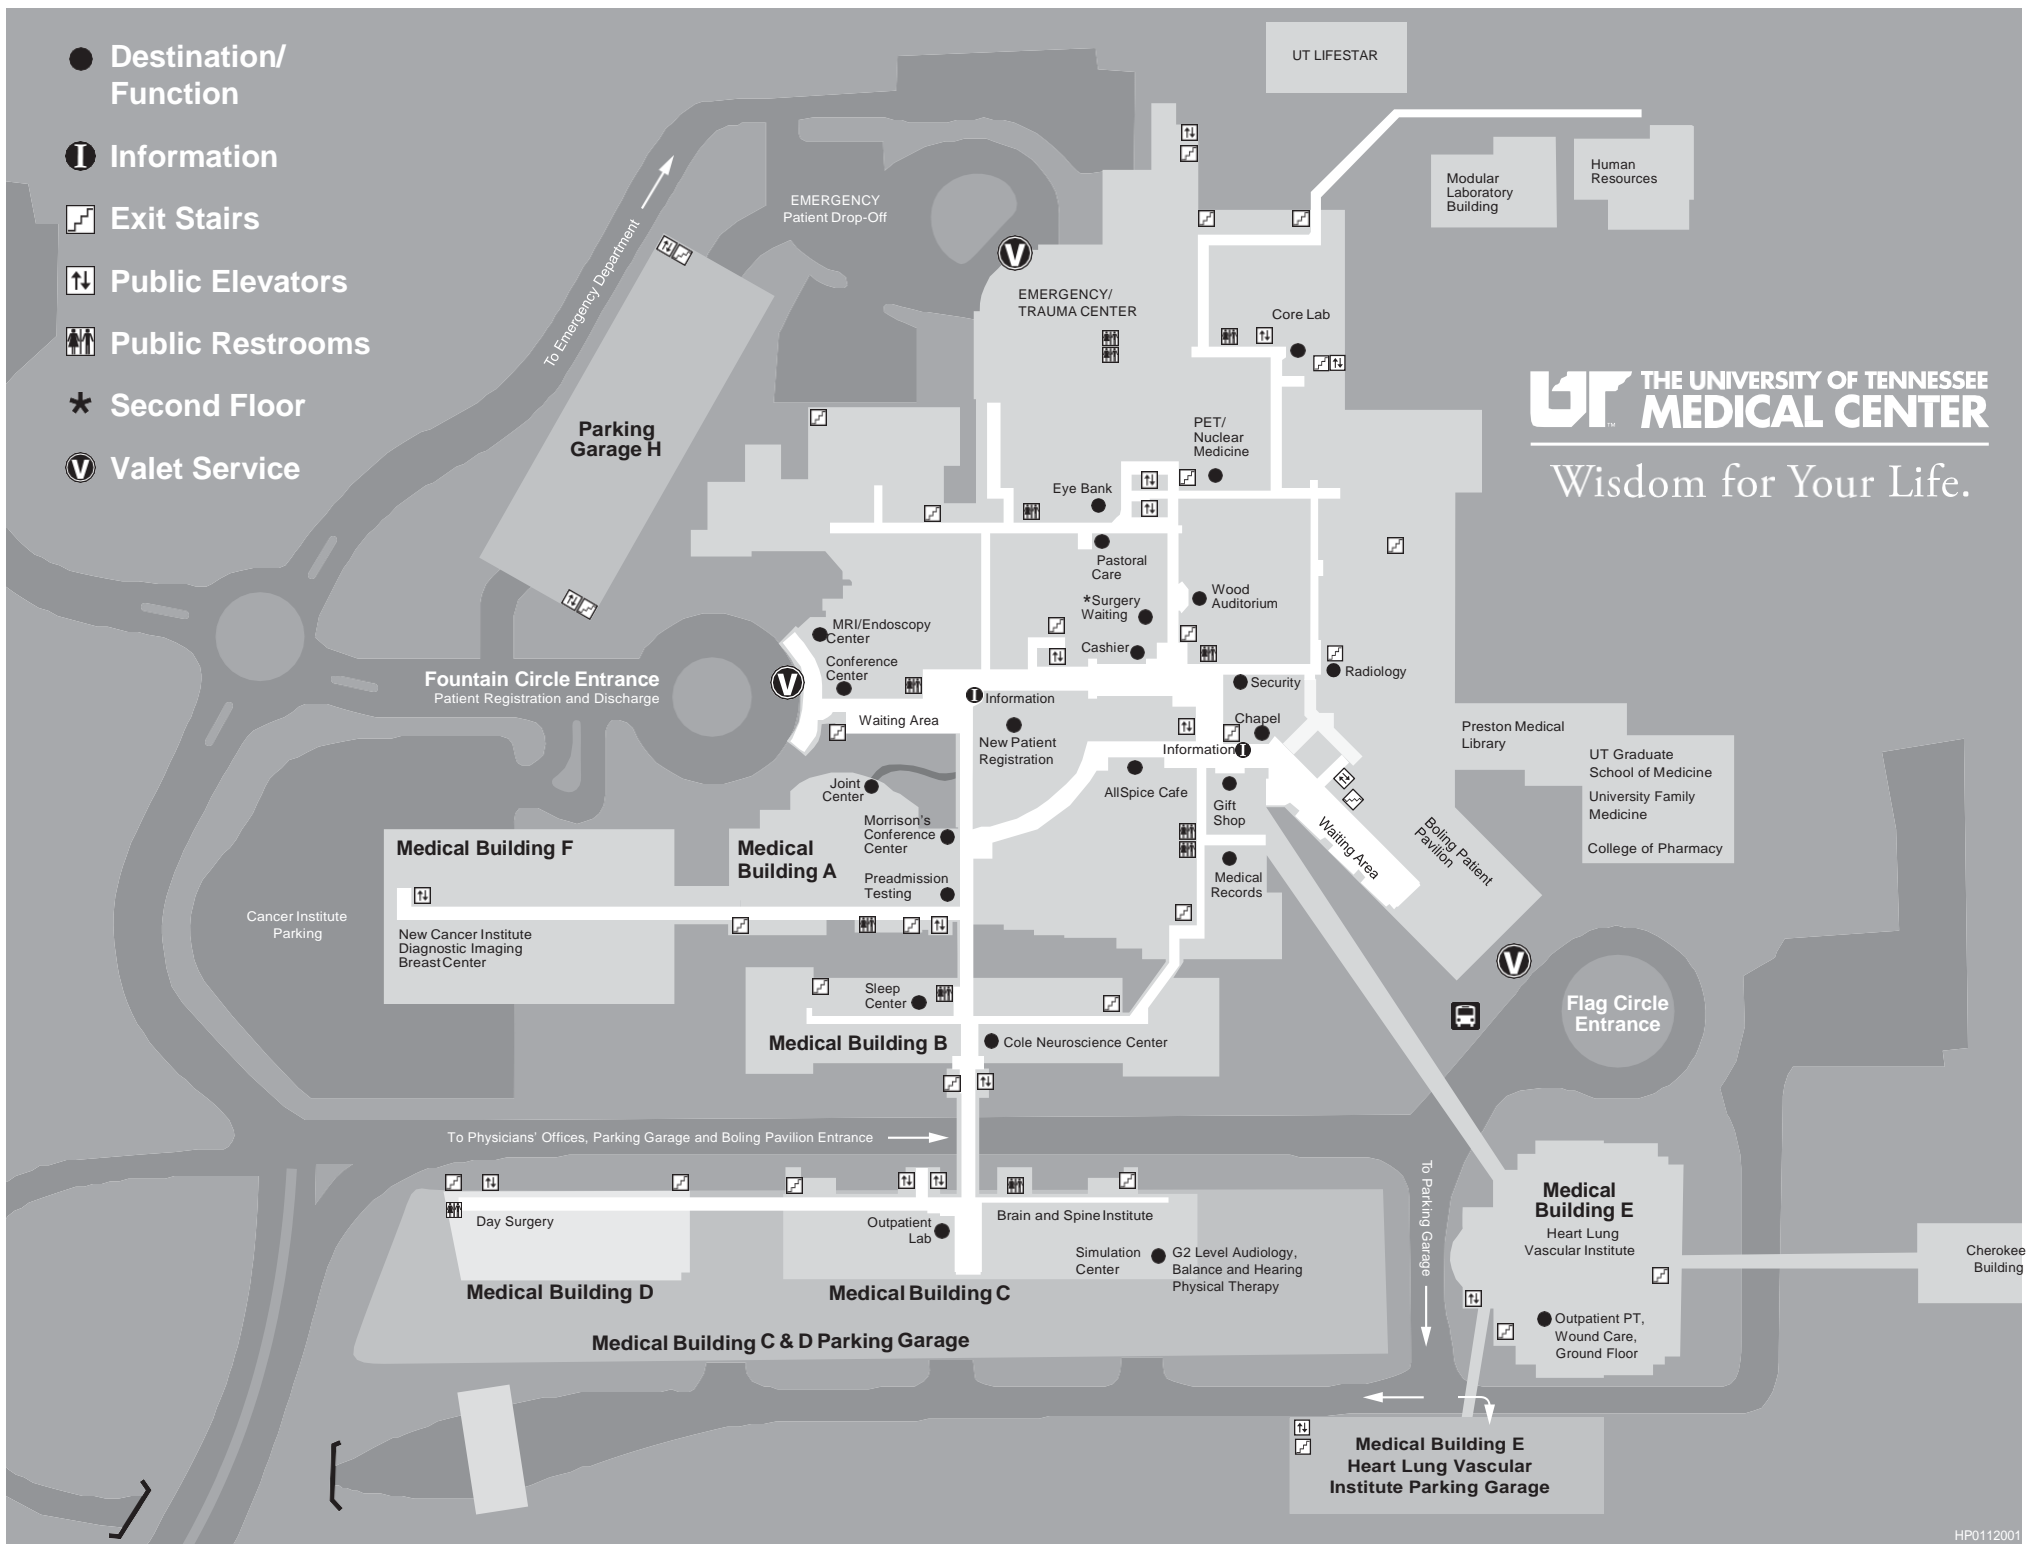 Destination/
Function
I Information
Exit Stairs
Public Elevators
Public Restrooms
* Second Floor
V Valet Service
UT LIFESTAR
Modular
Laboratory
Building
Human
Resources
EMERGENCY
Patient Drop-Off
To Emergency Department
V
EMERGENCY/
TRAUMA CENTER
Core Lab
UT THE UNIVERSITY OF TENNESSEE
MEDICAL CENTER
TM
Wisdom for Your Life.
Parking
Garage H
PET/
Nuclear
Medicine
Eye Bank
Pastoral
Care
*Surgery
Waiting
Wood
Auditorium
Cashier
MRI/Endoscopy
Center
Conference
Center
Fountain Circle Entrance
Patient Registration and Discharge
V
Waiting Area
I Information
New Patient
Registration
Security
Radiology
Chapel
Information I
AllSpice Cafe
Gift
Shop
Medical
Records
Waiting Area
Boling Patient
Pavilion
Preston Medical
Library
UT Graduate
School of Medicine
University Family
Medicine
College of Pharmacy
Joint
Center
Morrison's
Conference
Center
Preadmission
Testing
Medical
Building A
Medical Building F
New Cancer Institute
Diagnostic Imaging
Breast Center
Cancer Institute
Parking
Sleep
Center
Medical Building B
Cole Neuroscience Center
V
Flag Circle
Entrance
To Physicians' Offices, Parking Garage and Boling Pavilion Entrance
To Parking Garage
Day Surgery
Medical Building D
Outpatient
Lab
Brain and Spine Institute
Simulation
Center
G2 Level Audiology,
Balance and Hearing
Physical Therapy
Medical Building C
Medical Building C & D Parking Garage
Medical
Building E
Heart Lung
Vascular Institute
Outpatient PT,
Wound Care,
Ground Floor
Cherokee
Building
Medical Building E
Heart Lung Vascular
Institute Parking Garage
HP0112001